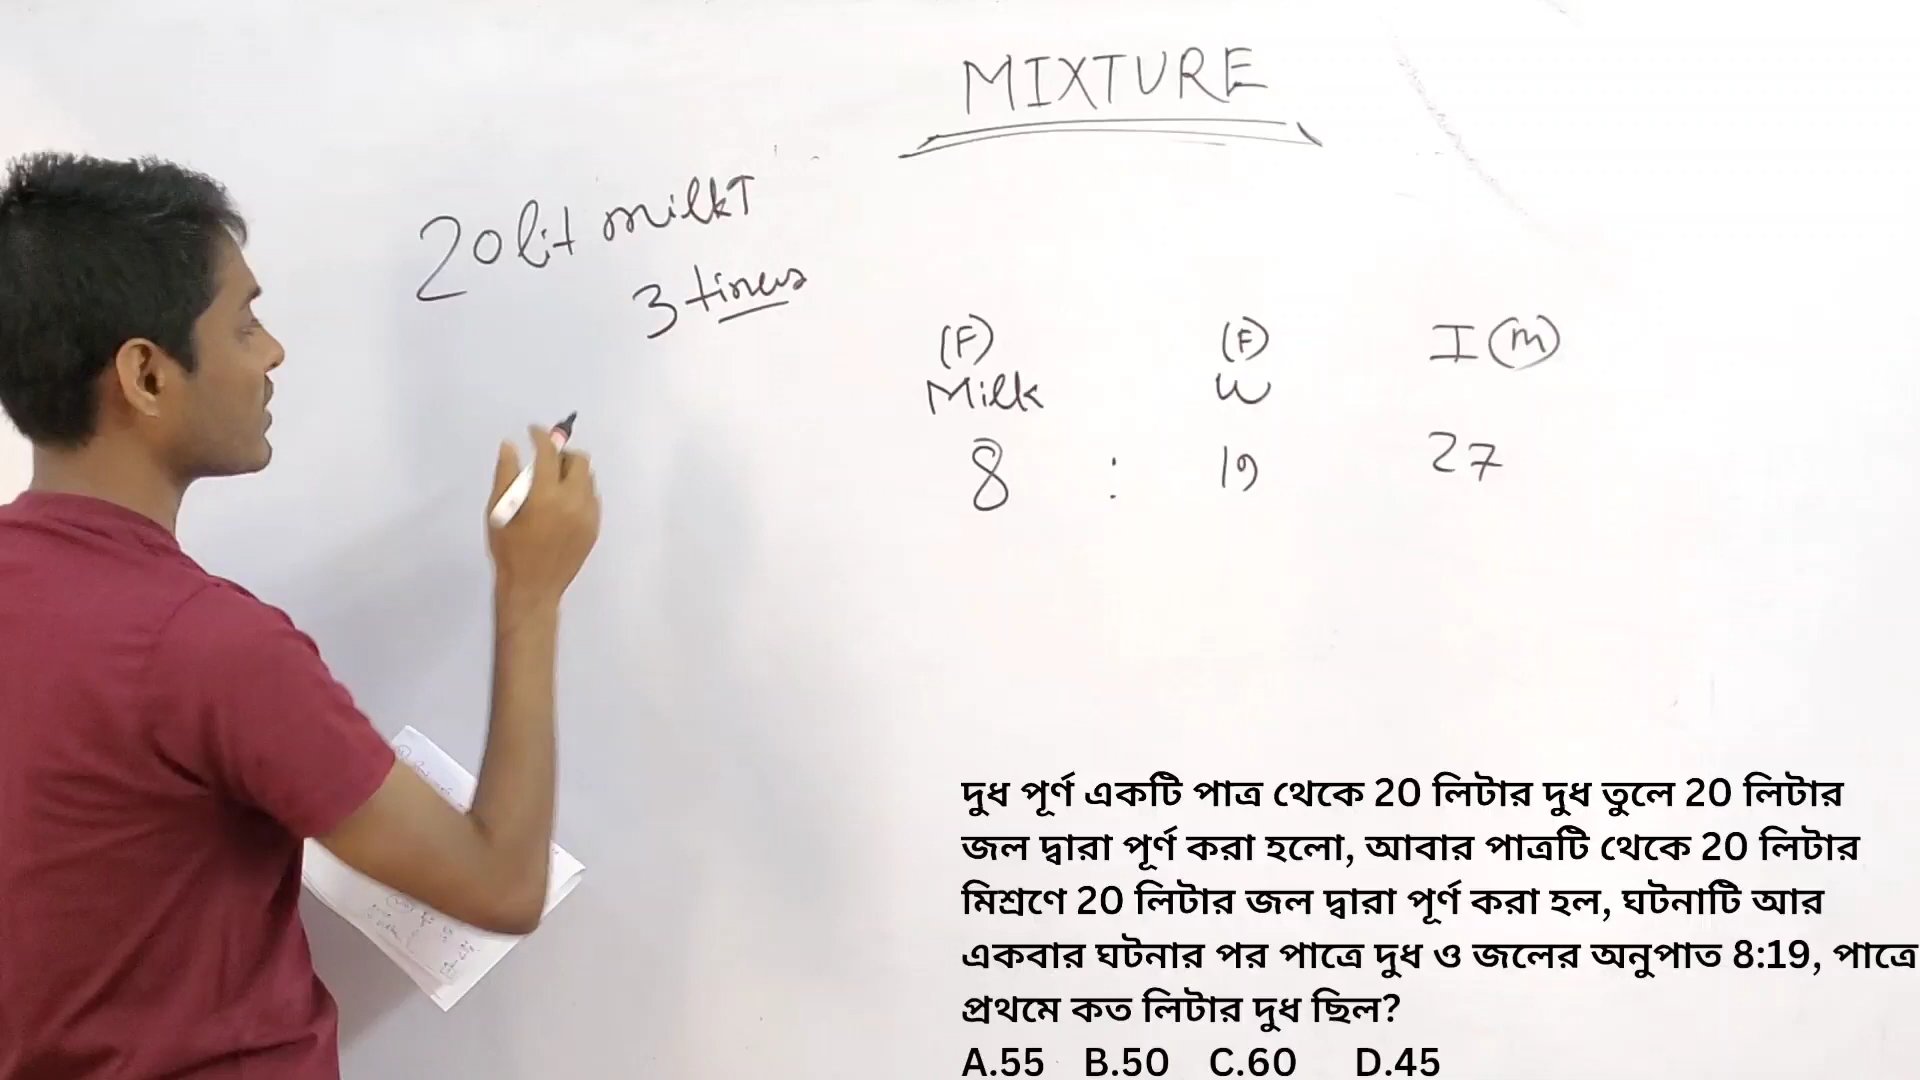 MIXTURE
20 lit milk↑
3 times
(F) (F) I (m)
Milk W
8 : 19 27
দুধ পূর্ণ একটি পাত্র থেকে 20 লিটার দুধ তুলে 20 লিটার
জল দ্বারা পূর্ণ করা হলো, আবার পাত্রটি থেকে 20 লিটার
মিশ্রণে 20 লিটার জল দ্বারা পূর্ণ করা হল, ঘটনাটি আর
একবার ঘটনার পর পাত্রে দুধ ও জলের অনুপাত 8:19, পাত্রে
প্রথমে কত লিটার দুধ ছিল?
A.55 B.50 C.60 D.45